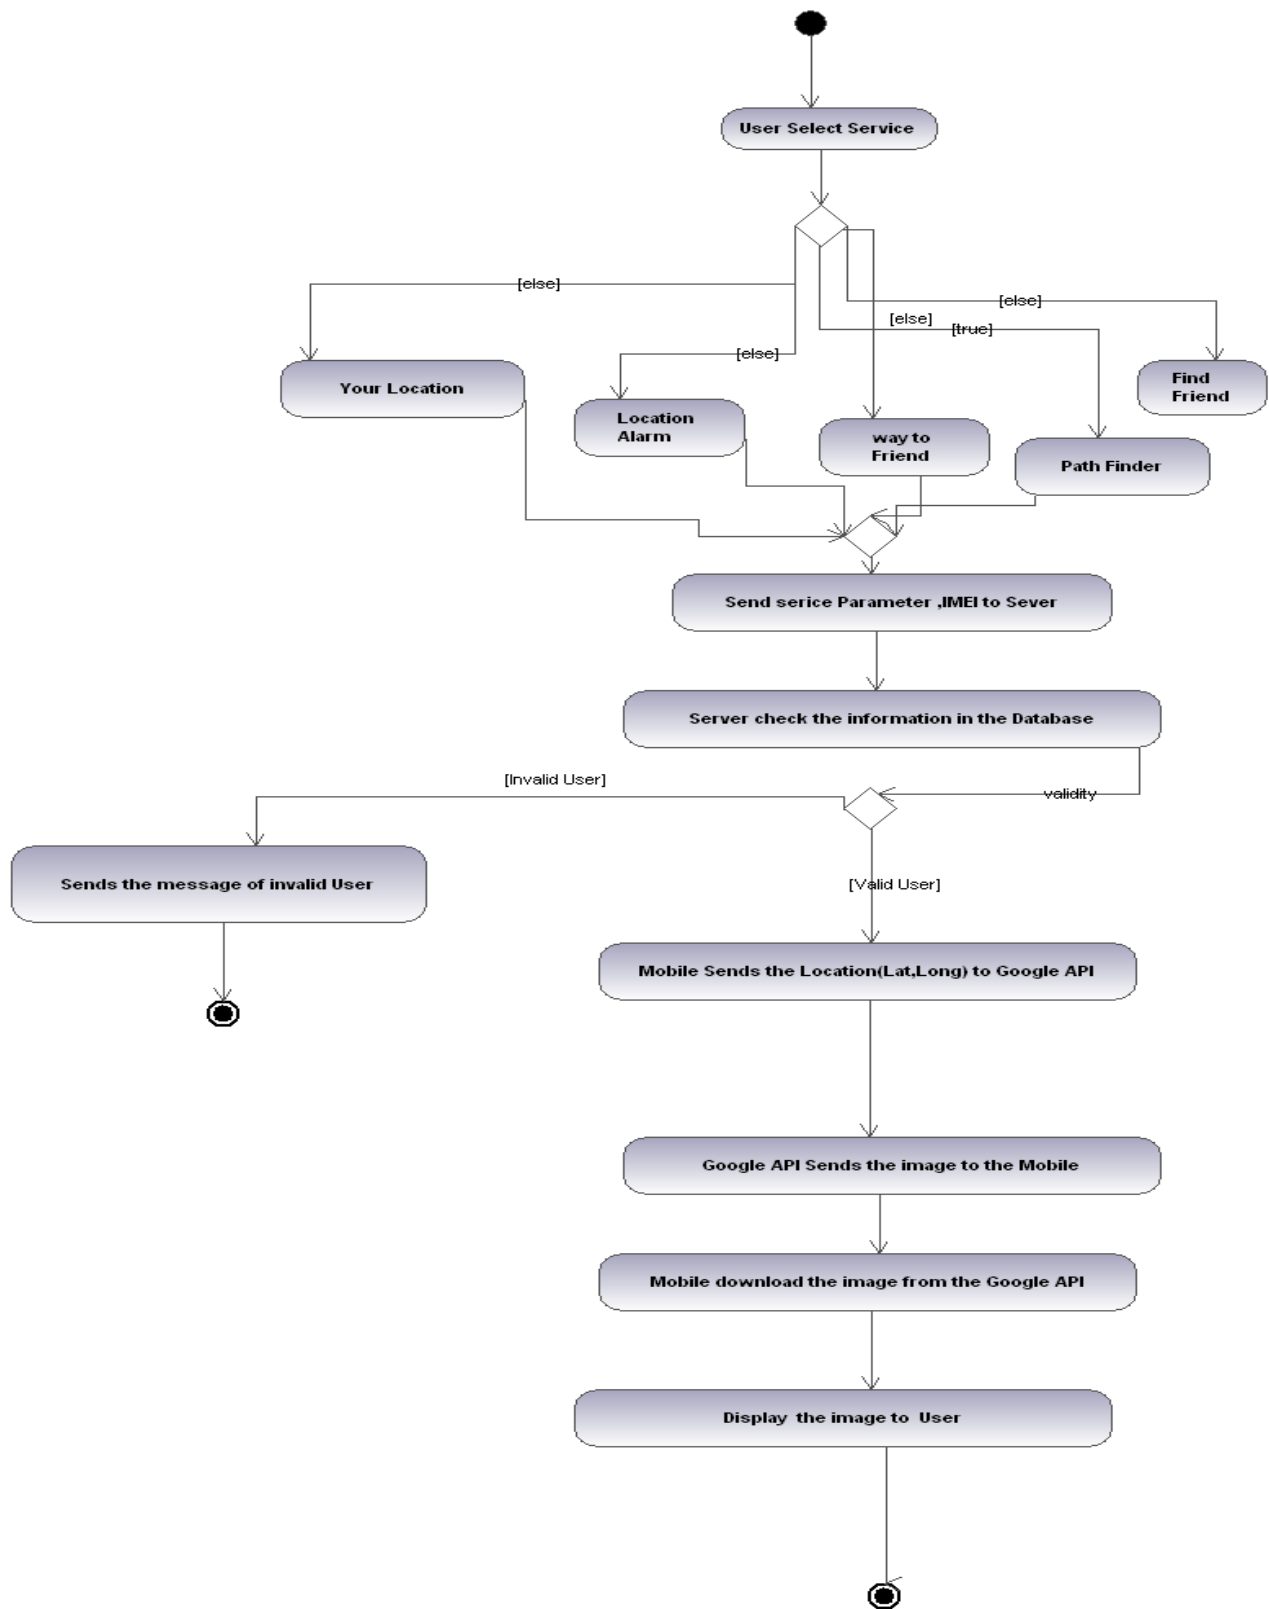 User Select Service
[else]
[else]
[else]
[true]
[else]
Your Location
Location
Alarm
way to
Friend
Path Finder
Find
Friend
Send serice Parameter ,IMEI to Sever
Server check the information in the Database
[Invalid User]
validity
Sends the message of invalid User
[Valid User]
Mobile Sends the Location(Lat,Long) to Google API
Google API Sends the image to the Mobile
Mobile download the image from the Google API
Display the image to User